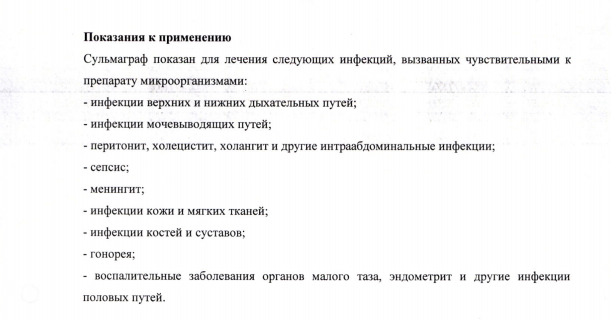 Показания к применению
Сульмаграф показан для лечения следующих инфекций, вызванных чувствительными к
препарату микроорганизмами:
- инфекции верхних и нижних дыхательных путей;
- инфекции мочевыводящих путей;
- перитонит, холецистит, холангит и другие интраабдоминальные инфекции;
- сепсис;
- менингит;
- инфекции кожи и мягких тканей;
- инфекции костей и суставов;
- гонорея;
- воспалительные заболевания органов малого таза, эндометрит и другие инфекции
половых путей.